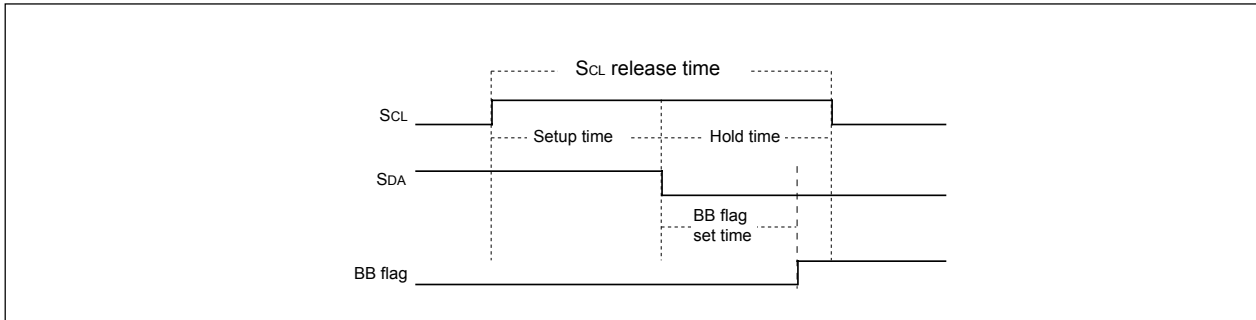 SCL release time
SCL
Setup time
Hold time
SDA
BB flag
set time
BB flag